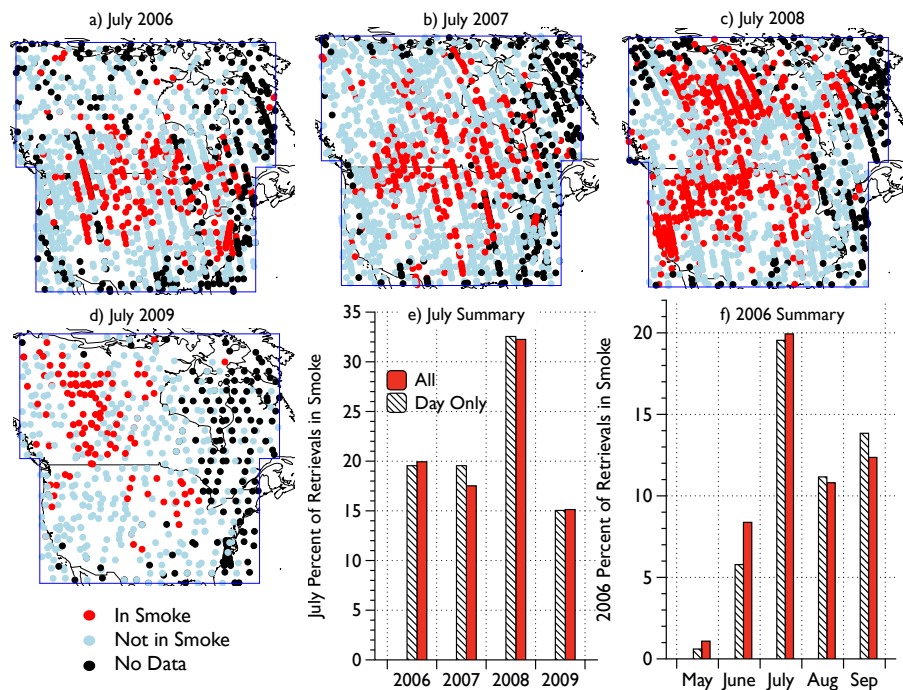 a) July 2006
b) July 2007
c) July 2008
d) July 2009
In Smoke
Not in Smoke
No Data
e) July Summary
July Percent of Retrievals in Smoke
35
30
25
20
15
10
5
0
All
Day Only
2006 2007 2008 2009
f) 2006 Summary
2006 Percent of Retrievals in Smoke
20
15
10
5
0
May June July Aug Sep